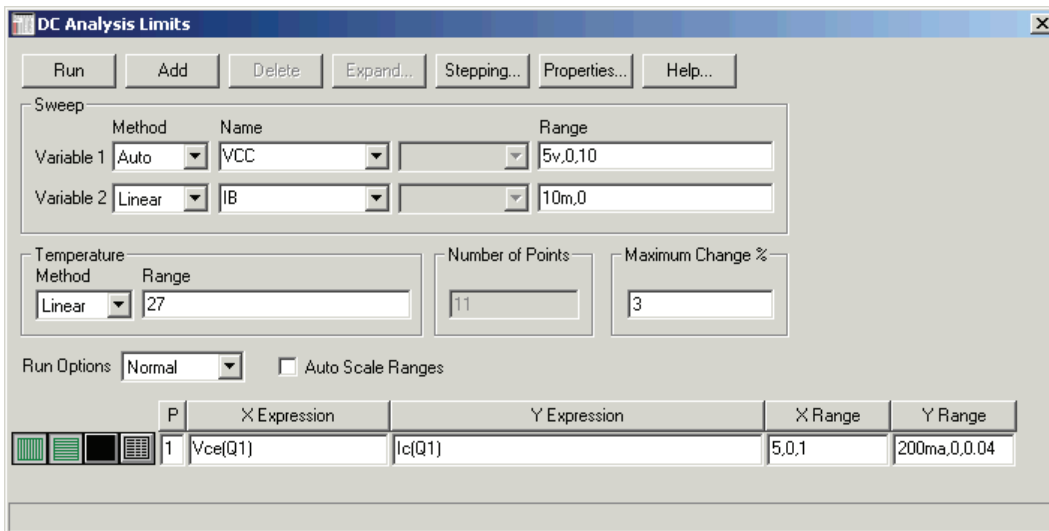 DC Analysis Limits
Run Add Delete Expand... Stepping... Properties... Help...
Sweep
Method Name Range
Variable 1 Auto VCC 5v,0,10
Variable 2 Linear IB 10m,0
Temperature Number of Points Maximum Change %
Method Range
Linear 27 11 3
Run Options Normal Auto Scale Ranges
P X Expression Y Expression X Range Y Range
1 Vce(Q1) Ic(Q1) 5,0,1 200ma,0,0.04